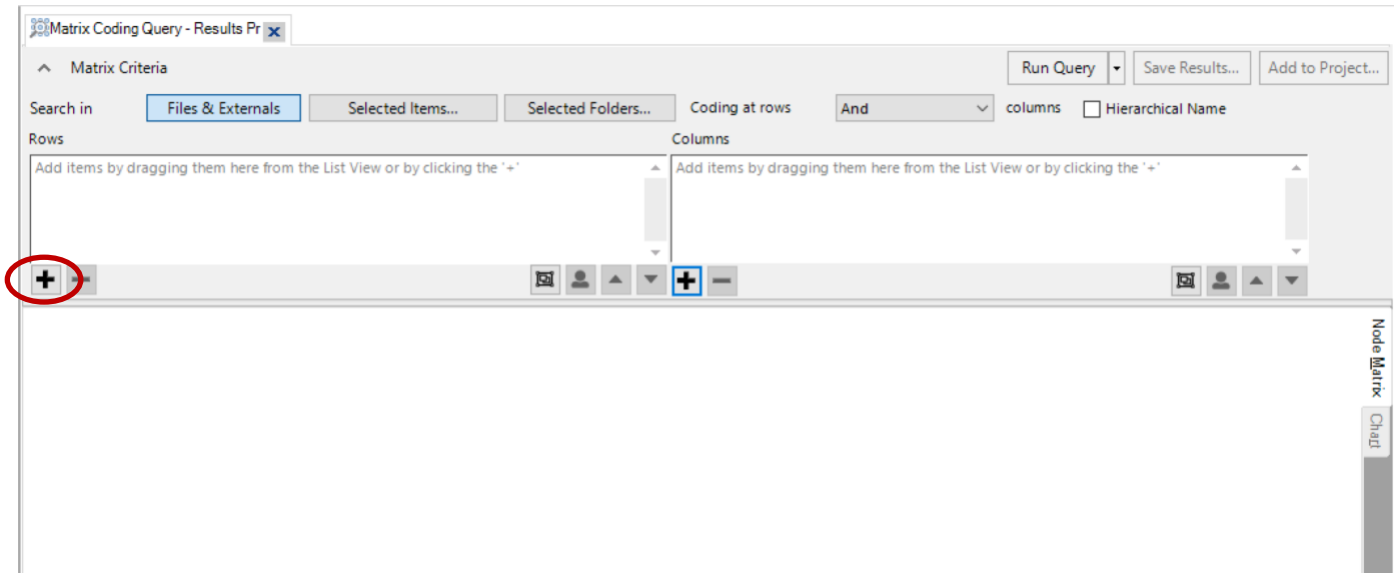 Matrix Coding Query - Results Pr
Matrix Criteria
Run Query
Save Results...
Add to Project...
Search in
Files & Externals
Selected Items...
Selected Folders...
Coding at rows
And
columns
Hierarchical Name
Rows
Columns
Add items by dragging them here from the List View or by clicking the '+'
Add items by dragging them here from the List View or by clicking the '+'
Node Matrix
Chart